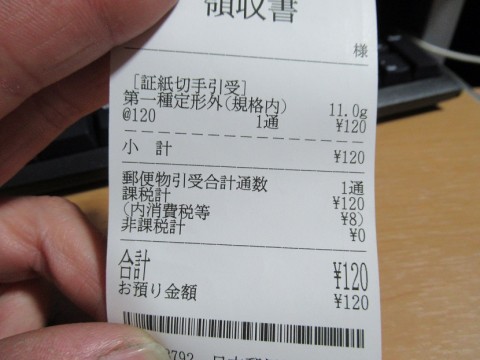 領収書
様
[証紙切手引受]
第一種定形外(規格内) 11.0g
@120 1通 ¥120
小 計 ¥120
郵便物引受合計通数 1通
課税計 ¥120
(内消費税等 ¥8)
非課税計 ¥0
合計 ¥120
お預り金額 ¥120